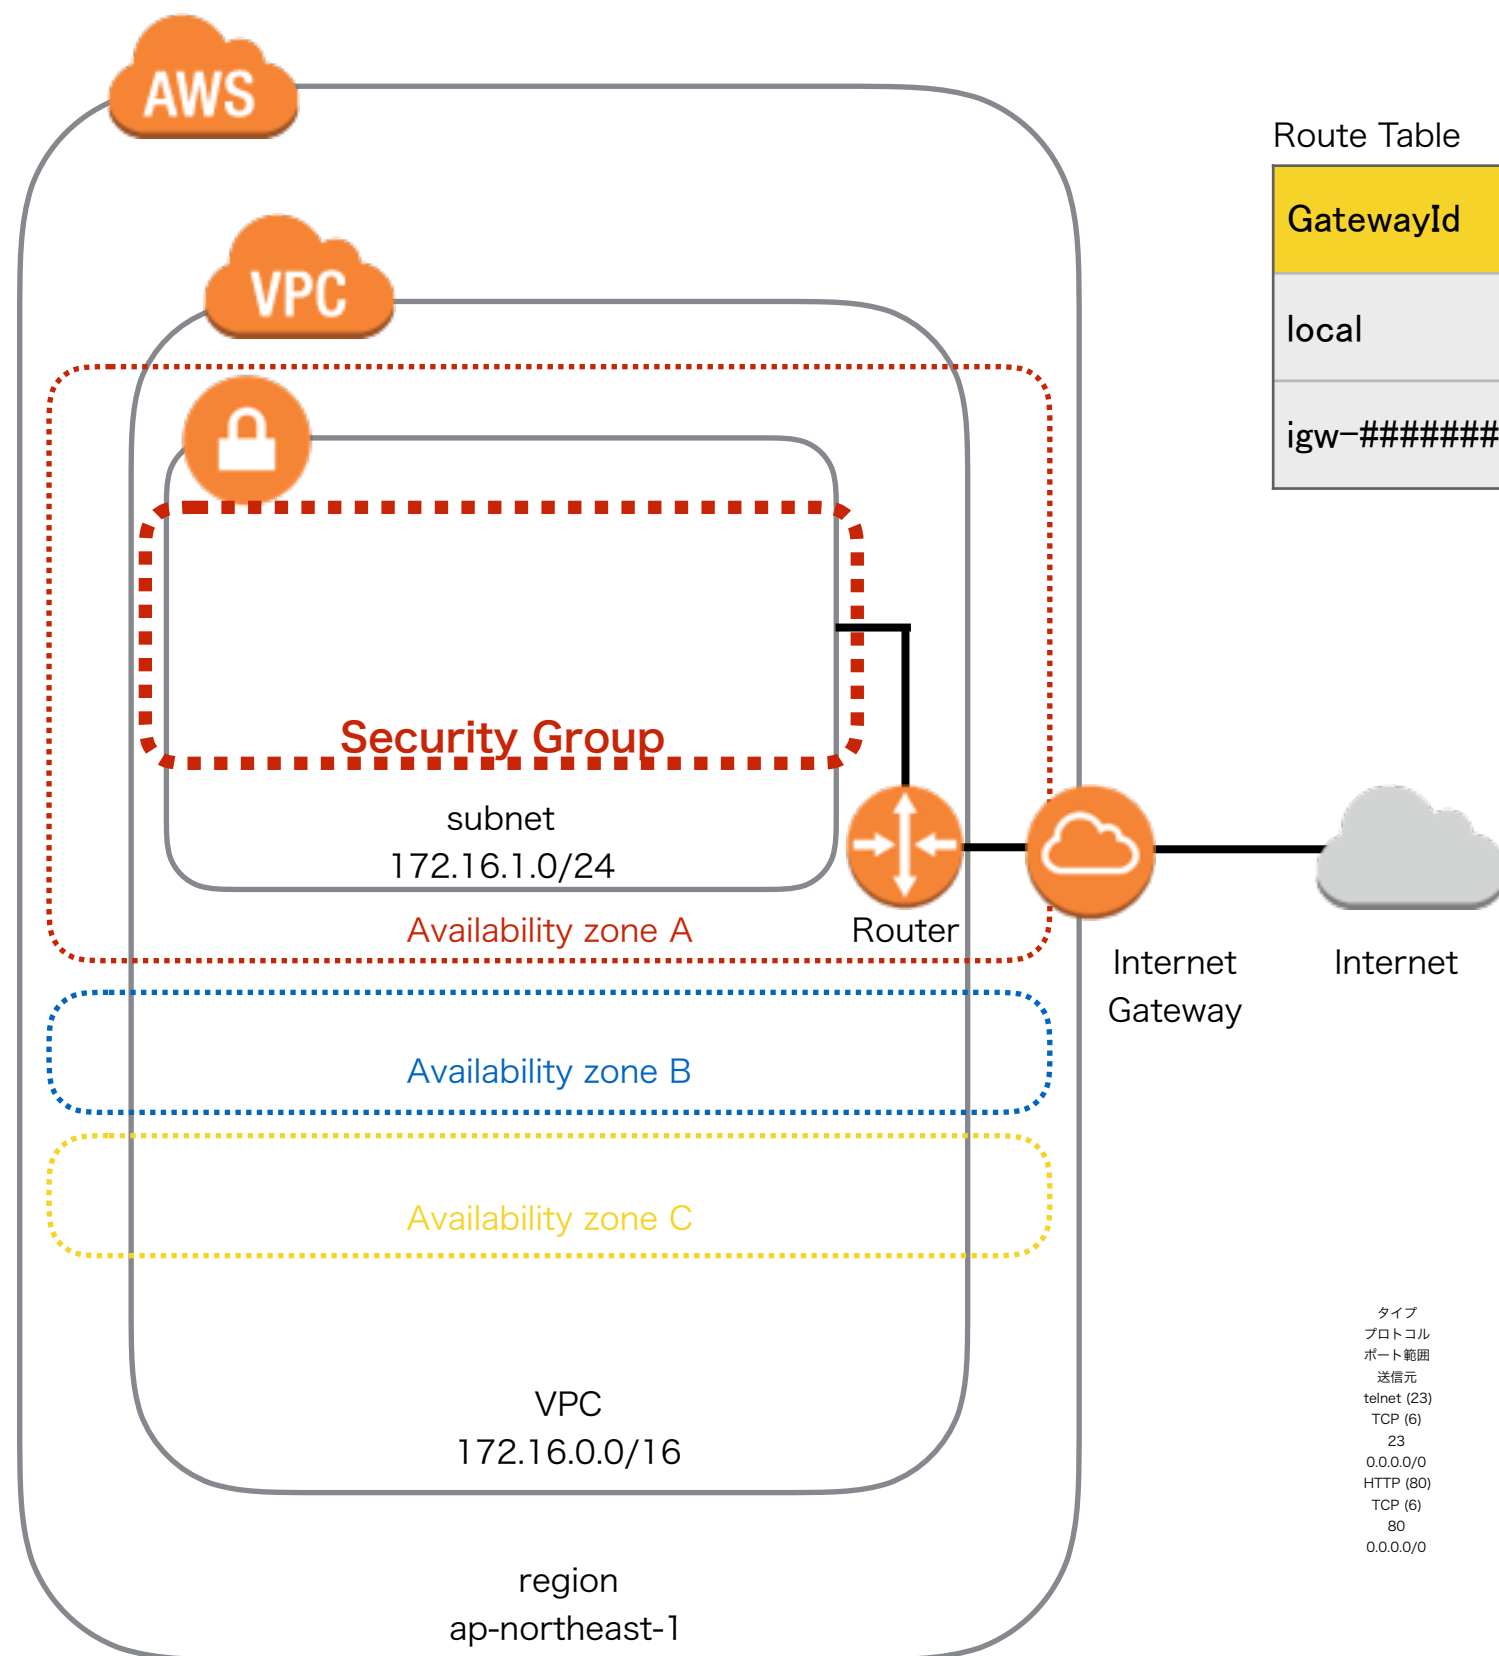 AWS
VPC
Route Table
GatewayId
local
igw-#######
Security Group
subnet
172.16.1.0/24
Availability zone A
Router
Internet
Gateway
Internet
Availability zone B
Availability zone C
VPC
172.16.0.0/16
region
ap-northeast-1
タイプ
プロトコル
ポート範囲
送信元
telnet (23)
TCP (6)
23
0.0.0.0/0
HTTP (80)
TCP (6)
80
0.0.0.0/0